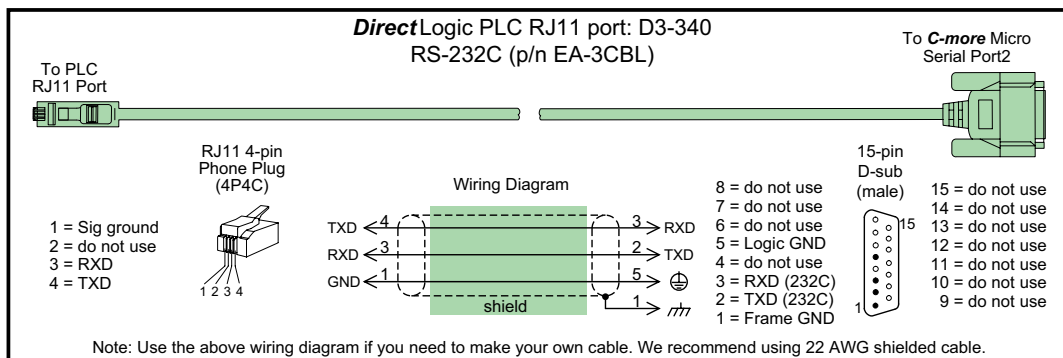 DirectLogic PLC RJ11 port: D3-340
RS-232C (p/n EA-3CBL)
To PLC
RJ11 Port
To C-more Micro
Serial Port2
RJ11 4-pin
Phone Plug
(4P4C)
1 = Sig ground
2 = do not use
3 = RXD
4 = TXD
1 2 3 4
Wiring Diagram
TXD 4 3 RXD
RXD 3 2 TXD
GND 1 5
1
shield
8 = do not use
7 = do not use
6 = do not use
5 = Logic GND
4 = do not use
3 = RXD (232C)
2 = TXD (232C)
1 = Frame GND
15-pin
D-sub
(male)
15
1
15 = do not use
14 = do not use
13 = do not use
12 = do not use
11 = do not use
10 = do not use
9 = do not use
Note: Use the above wiring diagram if you need to make your own cable. We recommend using 22 AWG shielded cable.